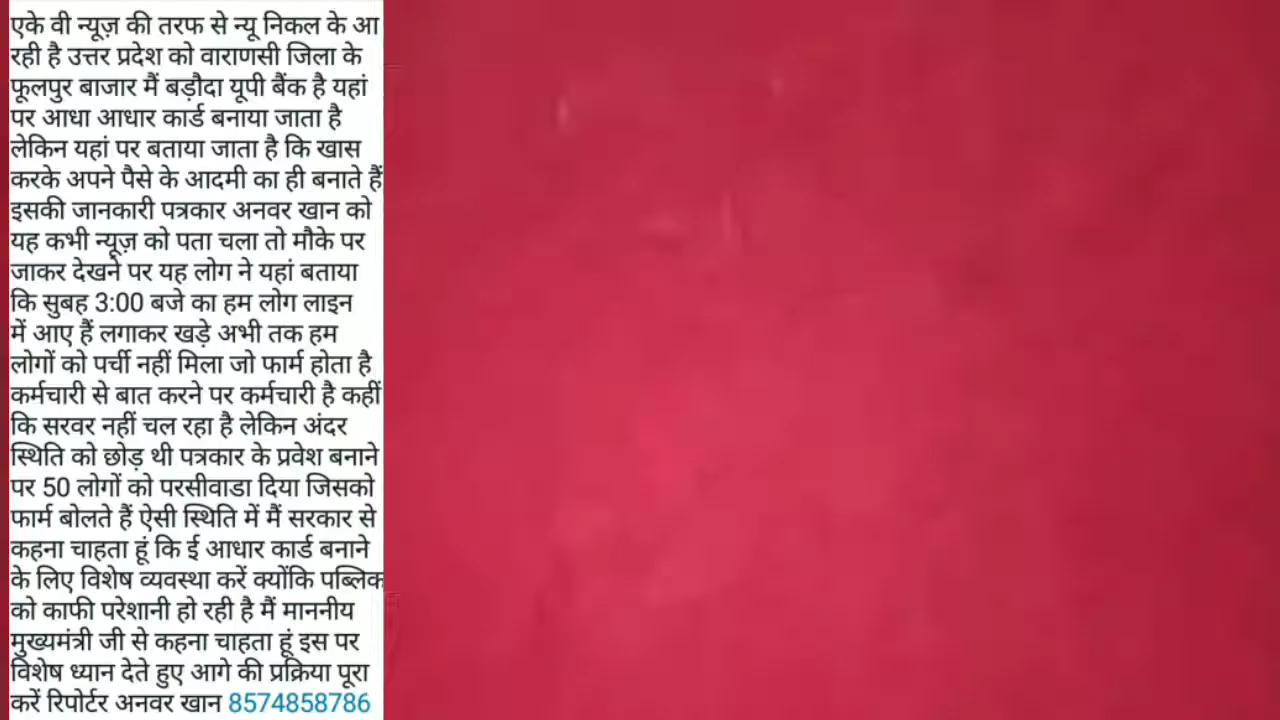 एके वी न्यूज़ की तरफ से न्यू निकल के आ
रही है उत्तर प्रदेश को वाराणसी जिला के
फूलपुर बाजार मैं बड़ौदा यूपी बैंक है यहां
पर आधा आधार कार्ड बनाया जाता है
लेकिन यहां पर बताया जाता है कि खास
करके अपने पैसे के आदमी का ही बनाते हैं
इसकी जानकारी पत्रकार अनवर खान को
यह कभी न्यूज़ को पता चला तो मौके पर
जाकर देखने पर यह लोग ने यहां बताया
कि सुबह 3:00 बजे का हम लोग लाइन
में आए हैं लगाकर खड़े अभी तक हम
लोगों को पर्ची नहीं मिला जो फार्म होता है
कर्मचारी से बात करने पर कर्मचारी है कहीं
कि सरवर नहीं चल रहा है लेकिन अंदर
स्थिति को छोड़ थी पत्रकार के प्रवेश बनाने
पर 50 लोगों को परसीवाडा दिया जिसको
फार्म बोलते हैं ऐसी स्थिति में मैं सरकार से
कहना चाहता हूं कि ई आधार कार्ड बनाने
के लिए विशेष व्यवस्था करें क्योंकि पब्लिक
को काफी परेशानी हो रही है मैं माननीय
मुख्यमंत्री जी से कहना चाहता हूं इस पर
विशेष ध्यान देते हुए आगे की प्रक्रिया पूरा
करें रिपोर्टर अनवर खान 8574858786